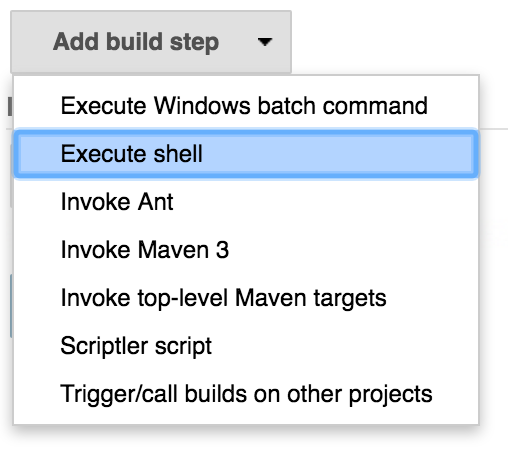 Add build step
Execute Windows batch command
Execute shell
Invoke Ant
Invoke Maven 3
Invoke top-level Maven targets
Scriptler script
Trigger/call builds on other projects